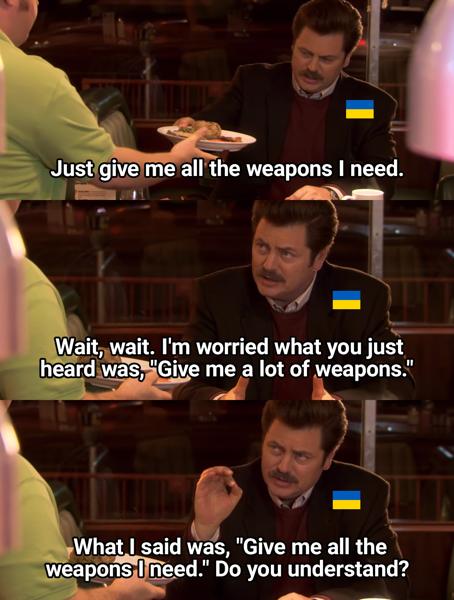 Just give me all the weapons I need.
Wait, wait. I'm worried what you just
heard was, "Give me a lot of weapons."
What I said was, "Give me all the
weapons I need." Do you understand?